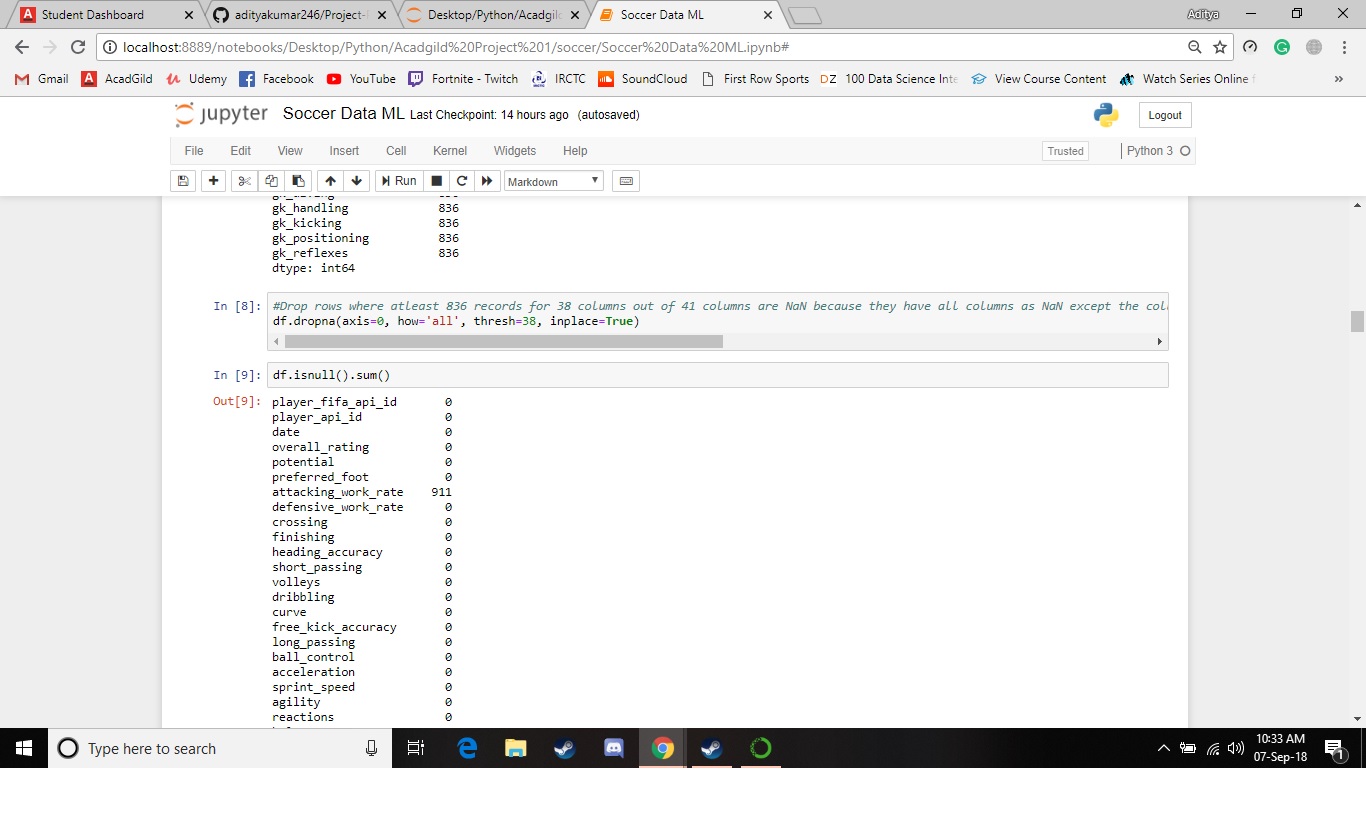 Student Dashboard
adityakumar246/Project-
Desktop/Python/Acadgil
Soccer Data ML
Aditya
localhost:8889/notebooks/Desktop/Python/Acadgild%20Project%201/soccer/Soccer%20Data%20ML.ipynb#
Gmail AcadGild Udemy Facebook YouTube Fortnite - Twitch IRCTC SoundCloud First Row Sports DZ 100 Data Science Inte View Course Content Watch Series Online
jupyter Soccer Data ML Last Checkpoint: 14 hours ago (autosaved)
Logout
File Edit View Insert Cell Kernel Widgets Help
Trusted Python 3
Run Markdown
gk_handling 836
gk_kicking 836
gk_positioning 836
gk_reflexes 836
dtype: int64
In [8]: #Drop rows where atleast 836 records for 38 columns out of 41 columns are NaN because they have all columns as NaN except the col
df.dropna(axis=0, how='all', thresh=38, inplace=True)
In [9]: df.isnull().sum()
Out[9]: player_fifa_api_id 0
player_api_id 0
date 0
overall_rating 0
potential 0
preferred_foot 0
attacking_work_rate 911
defensive_work_rate 0
crossing 0
finishing 0
heading_accuracy 0
short_passing 0
volleys 0
dribbling 0
curve 0
free_kick_accuracy 0
long_passing 0
ball_control 0
acceleration 0
sprint_speed 0
agility 0
reactions 0
Type here to search
10:33 AM
07-Sep-18
1